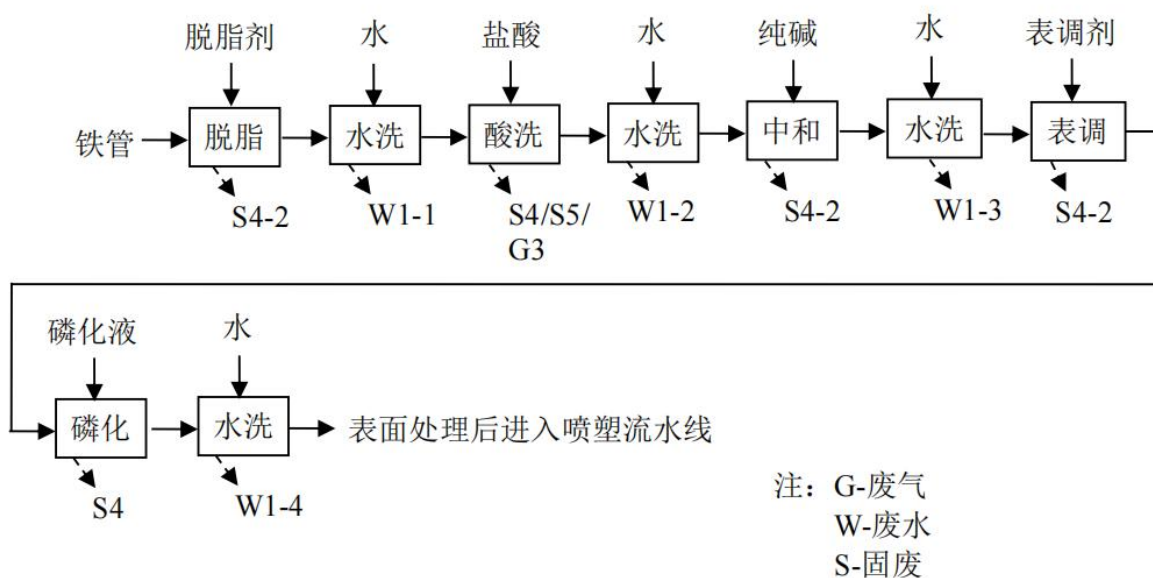 脱脂剂 水 盐酸 水 纯碱 水 表调剂
铁管 脱脂 水洗 酸洗 水洗 中和 水洗 表调
S4-2 W1-1 S4/S5/ W1-2 S4-2 W1-3 S4-2
G3
磷化液 水
磷化 水洗 表面处理后进入喷塑流水线
S4 W1-4
注：G-废气
W-废水
S-固废